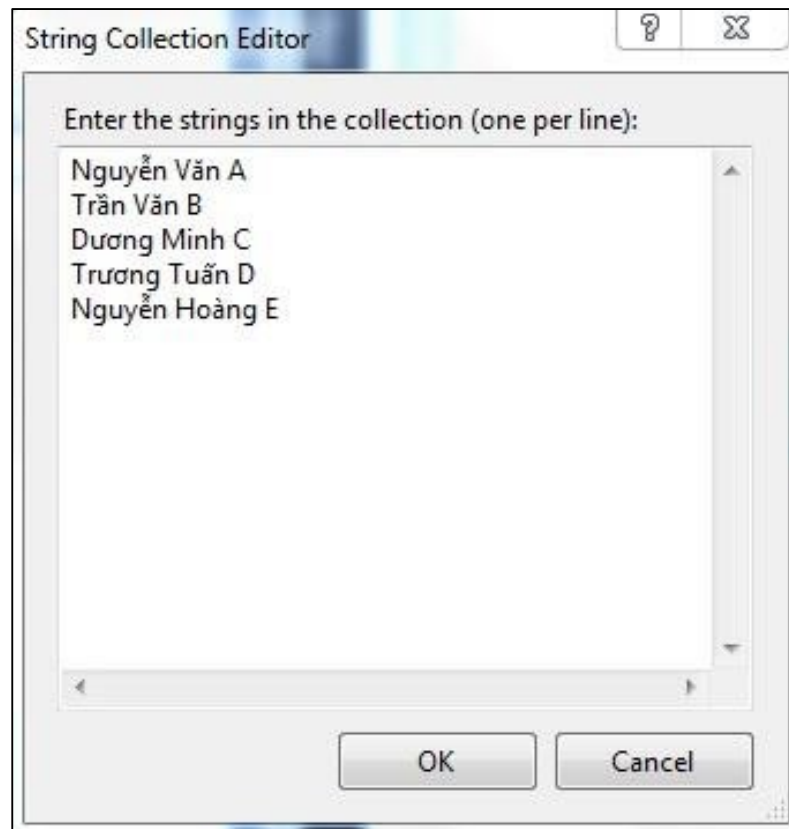 String Collection Editor
Enter the strings in the collection (one per line):
Nguyễn Văn A
Trần Văn B
Dương Minh C
Trương Tuấn D
Nguyễn Hoàng E
OK Cancel